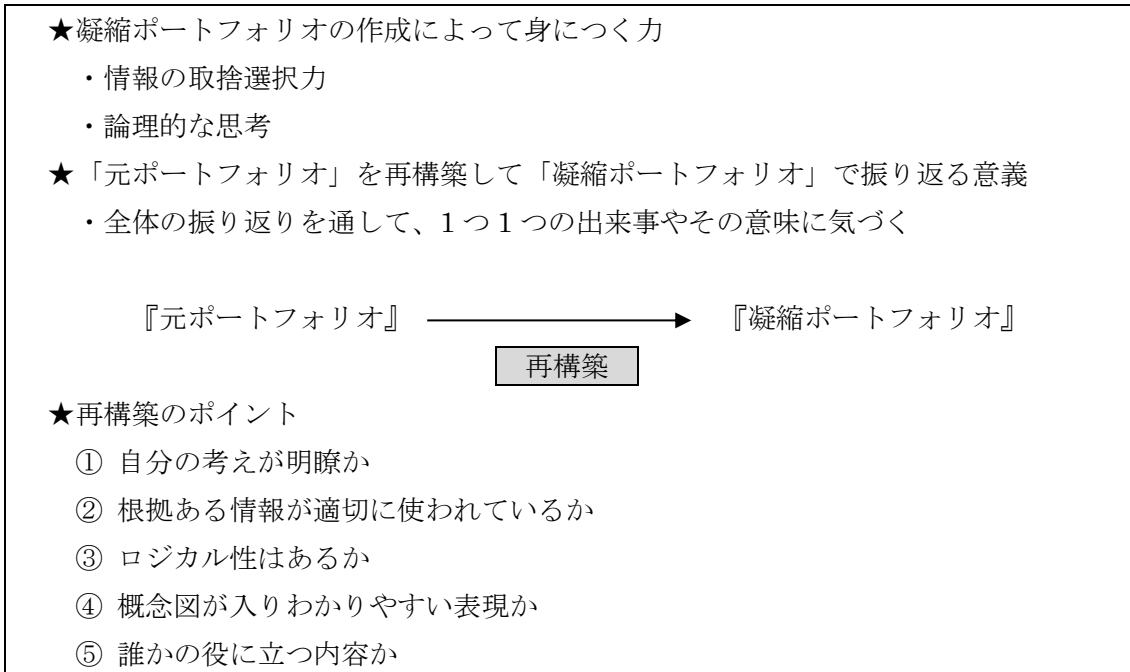 ★凝縮ポートフォリオの作成によって身につく力
・情報の取捨選択力
・論理的な思考
★「元ポートフォリオ」を再構築して「凝縮ポートフォリオ」で振り返る意義
・全体の振り返りを通して、1つ1つの出来事やその意味に気づく
『元ポートフォリオ』 『凝縮ポートフォリオ』
再構築
★再構築のポイント
① 自分の考えが明瞭か
② 根拠ある情報が適切に使われているか
③ ロジカル性はあるか
④ 概念図が入りわかりやすい表現か
⑤ 誰かの役に立つ内容か